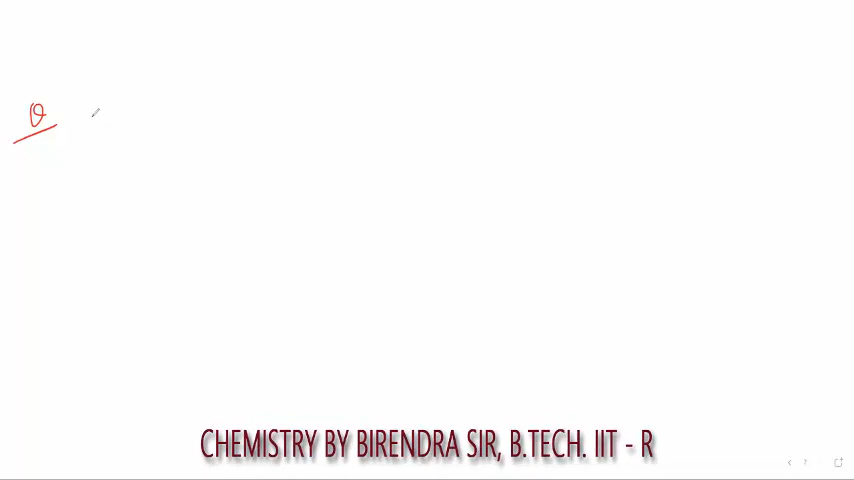 Q
CHEMISTRY BY BIRENDRA SIR, B.TECH. IIT - R